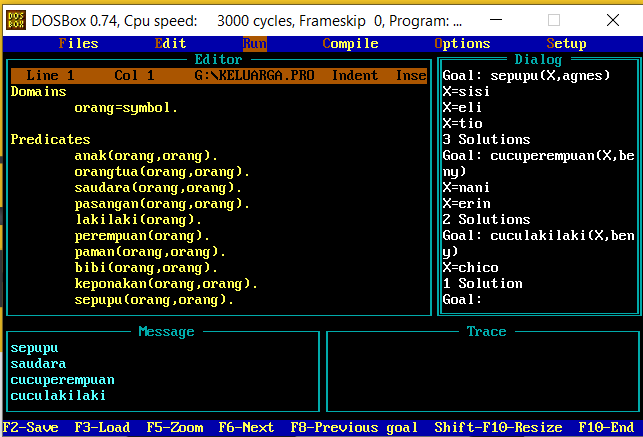 DOSBox 0.74, Cpu speed: 3000 cycles, Frameskip 0, Program: ...
Files Edit Run Compile Options Setup
Editor
Line 1 Col 1 G:\KELUARGA.PRO Indent Inse
Domains
orang=symbol.
Predicates
anak(orang,orang).
orangtua(orang,orang).
saudara(orang,orang).
pasangan(orang,orang).
lakilaki(orang).
perempuan(orang).
paman(orang,orang).
bibi(orang,orang).
keponakan(orang,orang).
sepupu(orang,orang).
Dialog
Goal: sepupu(X,agnes)
X=sisi
X=eli
X=tio
3 Solutions
Goal: cucuperempuan(X,be
ny)
X=nani
X=erin
2 Solutions
Goal: cuculakilaki(X,ben
y)
X=chico
1 Solution
Goal:
Message
sepupu
saudara
cucuperempuan
cuculakilaki
Trace
F2-Save F3-Load F5-Zoom F6-Next F8-Previous goal Shift-F10-Resize F10-End